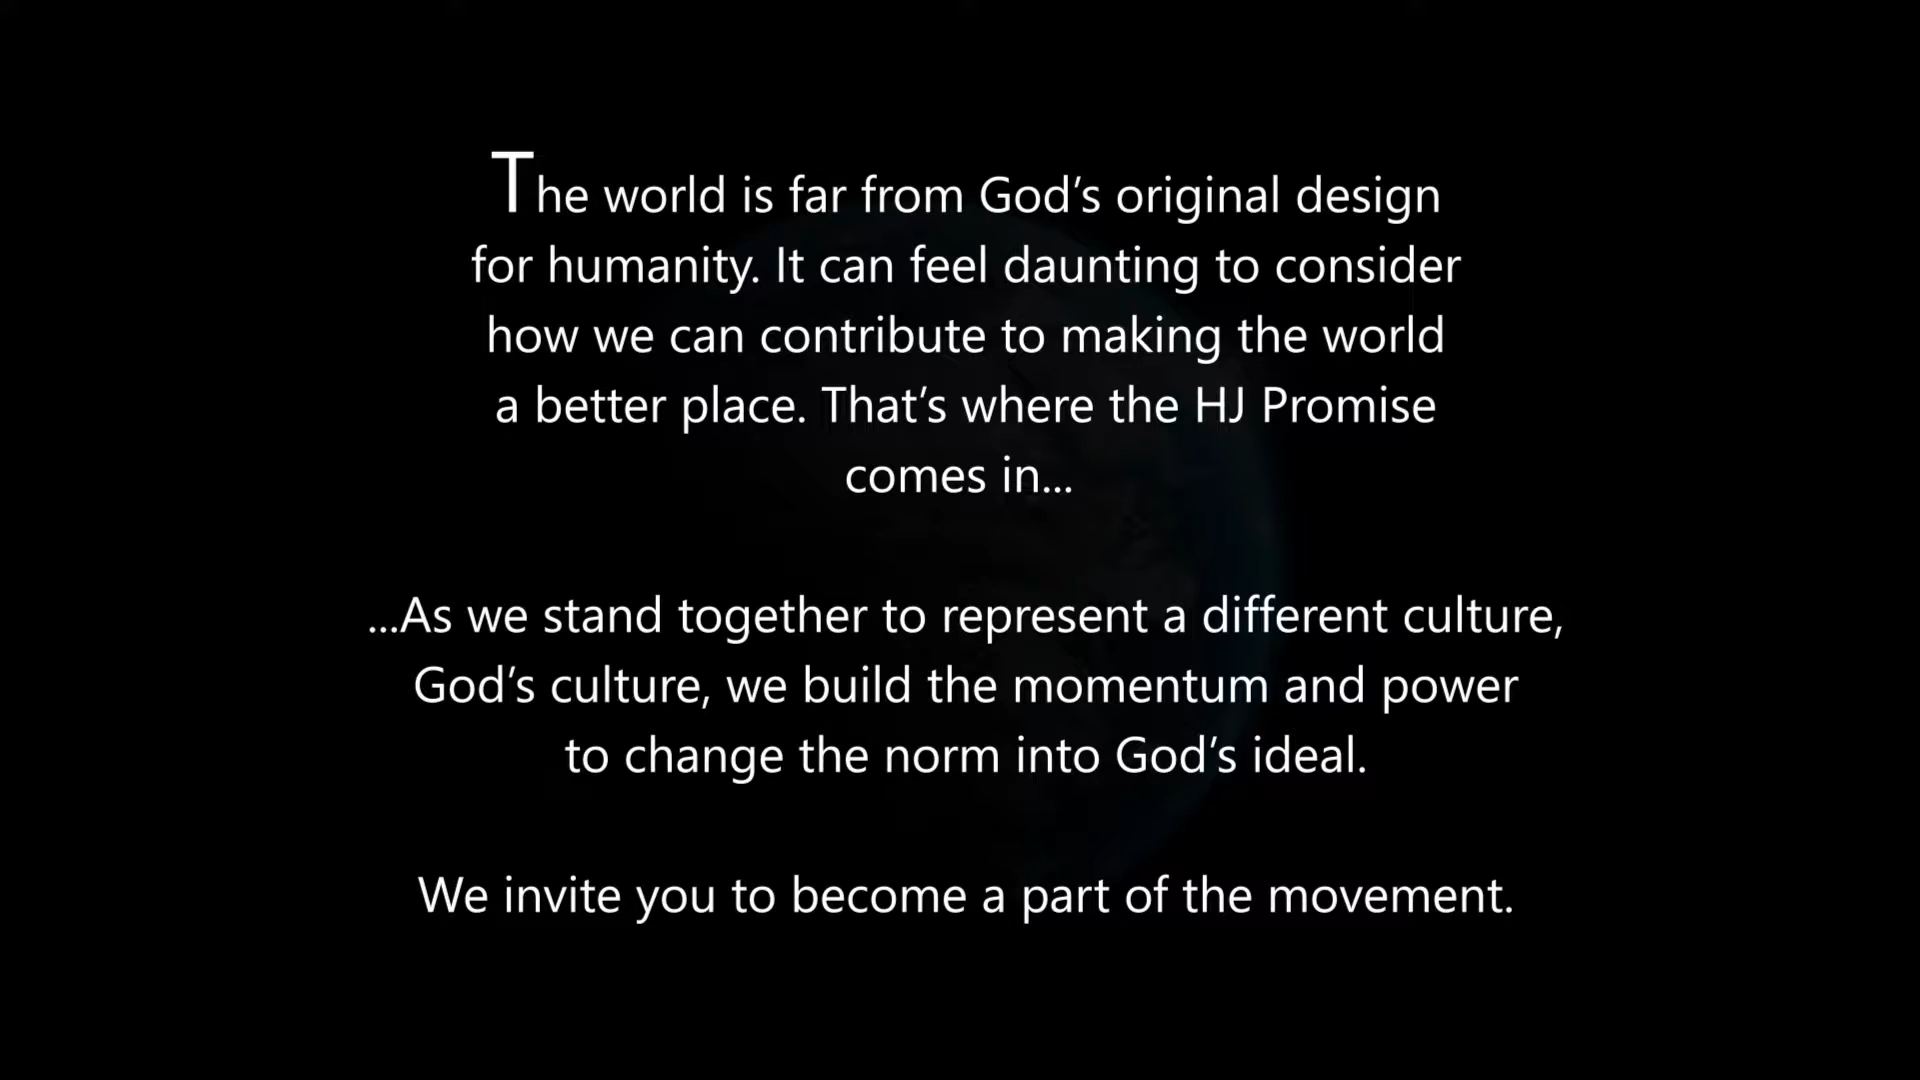 The world is far from God’s original design
for humanity. It can feel daunting to consider
how we can contribute to making the world
a better place. That’s where the HJ Promise
comes in...
...As we stand together to represent a different culture,
God’s culture, we build the momentum and power
to change the norm into God’s ideal.
We invite you to become a part of the movement.